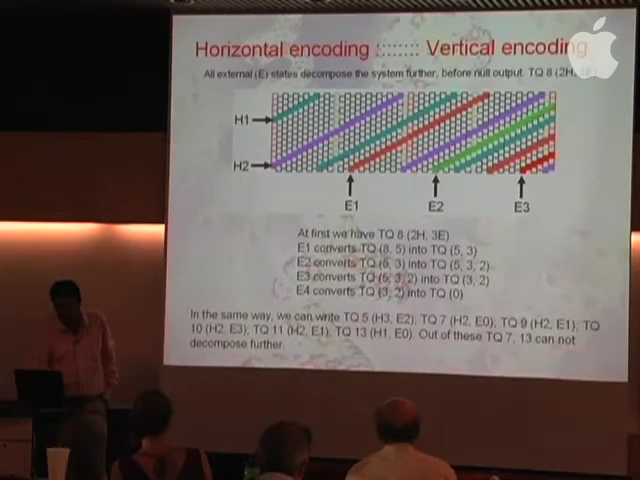 Horizontal encoding :::::::: Vertical encoding
All external (E) states decompose the system further, before null output. TQ 8 (2H,
H1
H2
E1 E2 E3
At first we have TQ 8 (2H, 3E)
E1 converts TQ (8, 5) into TQ (5, 3)
E2 converts TQ (5, 3) into TQ (5, 3, 2)
E3 converts TQ (5, 3, 2) into TQ (3, 2)
E4 converts TQ (3, 2) into TQ (0)
In the same way, we can write TQ 5 (H3, E2); TQ 7 (H2, E0); TQ 9 (H2, E1); TQ
10 (H2, E3); TQ 11 (H2, E1); TQ 13 (H1, E0). Out of these TQ 7, 13 can not
decompose further.